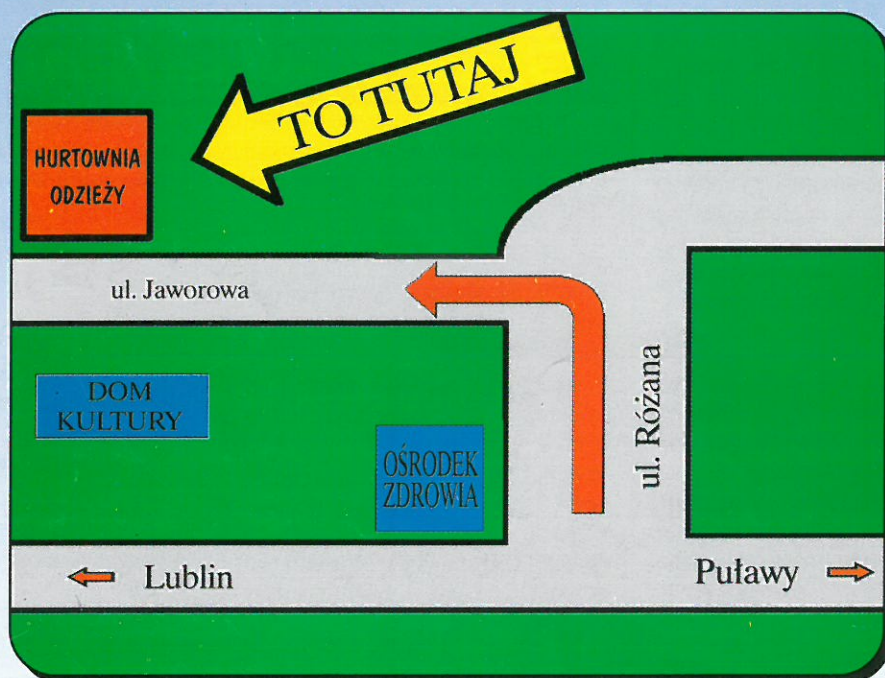 TO TUTAJ
HURTOWNIA
ODZIEŻY
ul. Jaworowa
ul. Różana
DOM
KULTURY
OŚRODEK
ZDROWIA
Lublin
Puławy